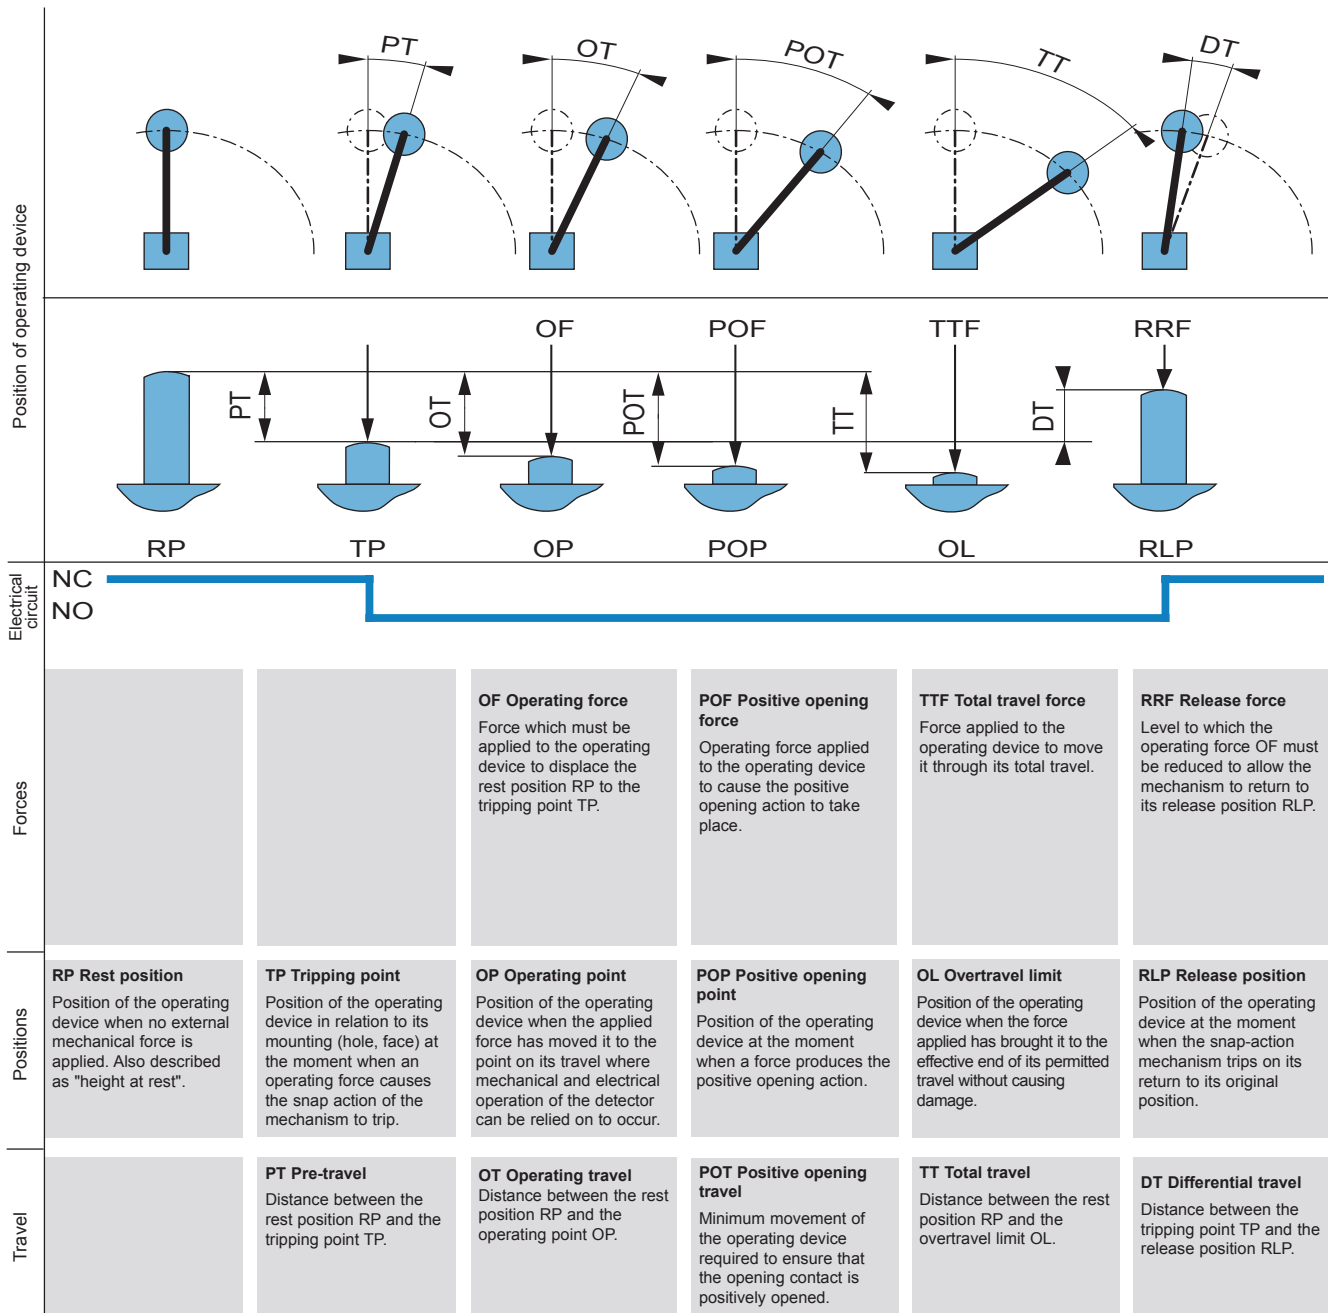 PT
OT
POT
TT
DT
Position of operating device
OF
POF
TTF
RRF
PT
OT
POT
TT
DT
RP
TP
OP
POP
OL
RLP
Electrical
circuit
NC
NO
Forces
OF Operating force
Force which must be
applied to the operating
device to displace the
rest position RP to the
tripping point TP.
POF Positive opening
force
Operating force applied
to the operating device
to cause the positive
opening action to take
place.
TTF Total travel force
Force applied to the
operating device to move
it through its total travel.
RRF Release force
Level to which the
operating force OF must
be reduced to allow the
mechanism to return to
its release position RLP.
Positions
RP Rest position
Position of the operating
device when no external
mechanical force is
applied. Also described
as "height at rest".
TP Tripping point
Position of the operating
device in relation to its
mounting (hole, face) at
the moment when an
operating force causes
the snap action of the
mechanism to trip.
OP Operating point
Position of the operating
device when the applied
force has moved it to the
point on its travel where
mechanical and electrical
operation of the detector
can be relied on to occur.
POP Positive opening
point
Position of the operating
device at the moment
when a force produces the
positive opening action.
OL Overtravel limit
Position of the operating
device when the force
applied has brought it to the
effective end of its permitted
travel without causing
damage.
RLP Release position
Position of the operating
device at the moment
when the snap-action
mechanism trips on its
return to its original
position.
Travel
PT Pre-travel
Distance between the
rest position RP and the
tripping point TP.
OT Operating travel
Distance between the rest
position RP and the
operating point OP.
POT Positive opening
travel
Minimum movement of
the operating device
required to ensure that
the opening contact is
positively opened.
TT Total travel
Distance between the rest
position RP and the
overtravel limit OL.
DT Differential travel
Distance between the
tripping point TP and the
release position RLP.